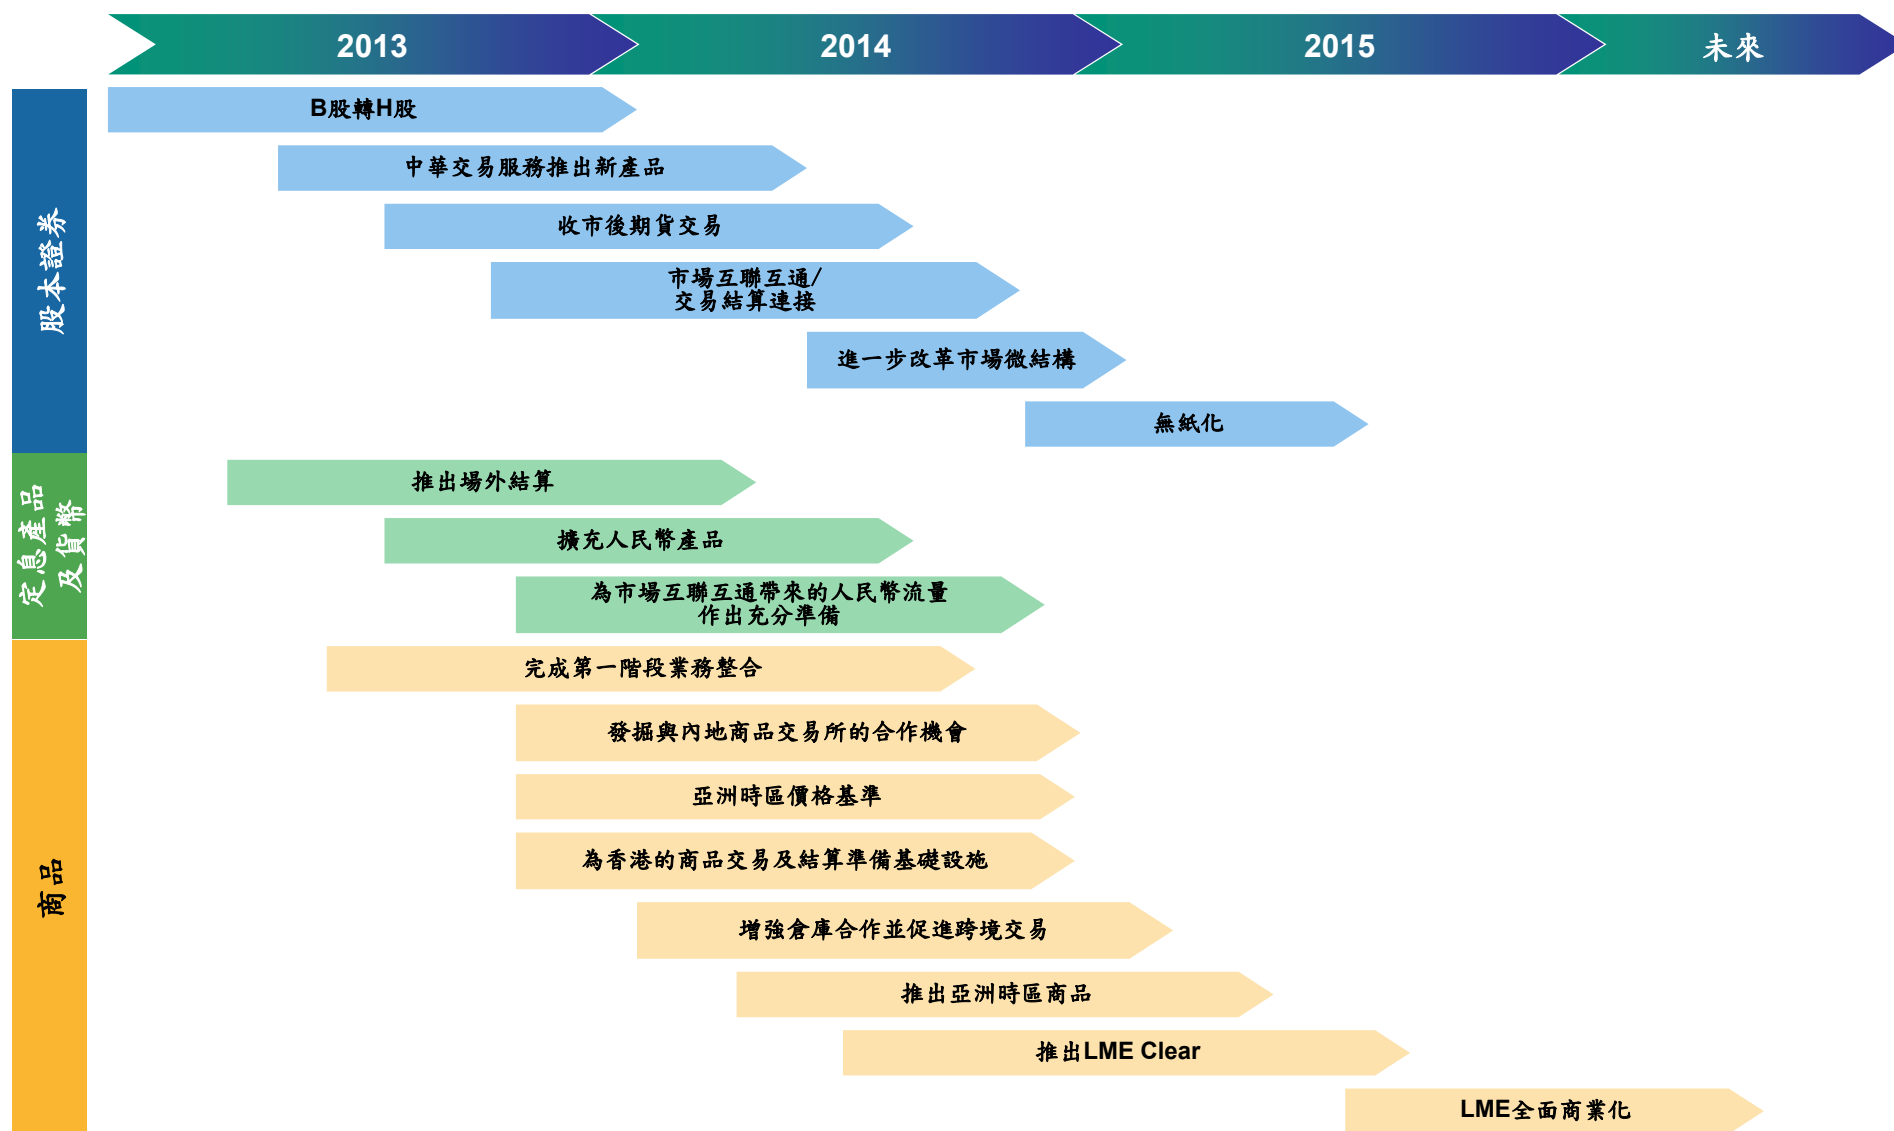 2013
2014
2015
未來
股本證券
B股轉H股
中華交易服務推出新產品
收市後期貨交易
市場互聯互通/
交易結算連接
進一步改革市場微結構
無紙化
定息產品
及貨幣
推出場外結算
擴充人民幣產品
為市場互聯互通帶來的人民幣流量
作出充分準備
商品
完成第一階段業務整合
發掘與內地商品交易所的合作機會
亞洲時區價格基準
為香港的商品交易及結算準備基礎設施
增強倉庫合作並促進跨境交易
推出亞洲時區商品
推出LME Clear
LME全面商業化